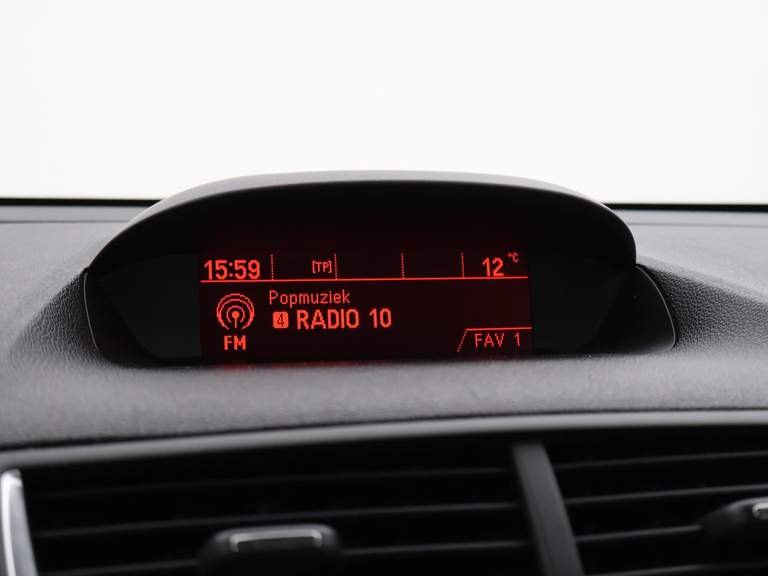 15:59 [TP] 12 °C
Popmuziek
4 RADIO 10
FM
FAV 1